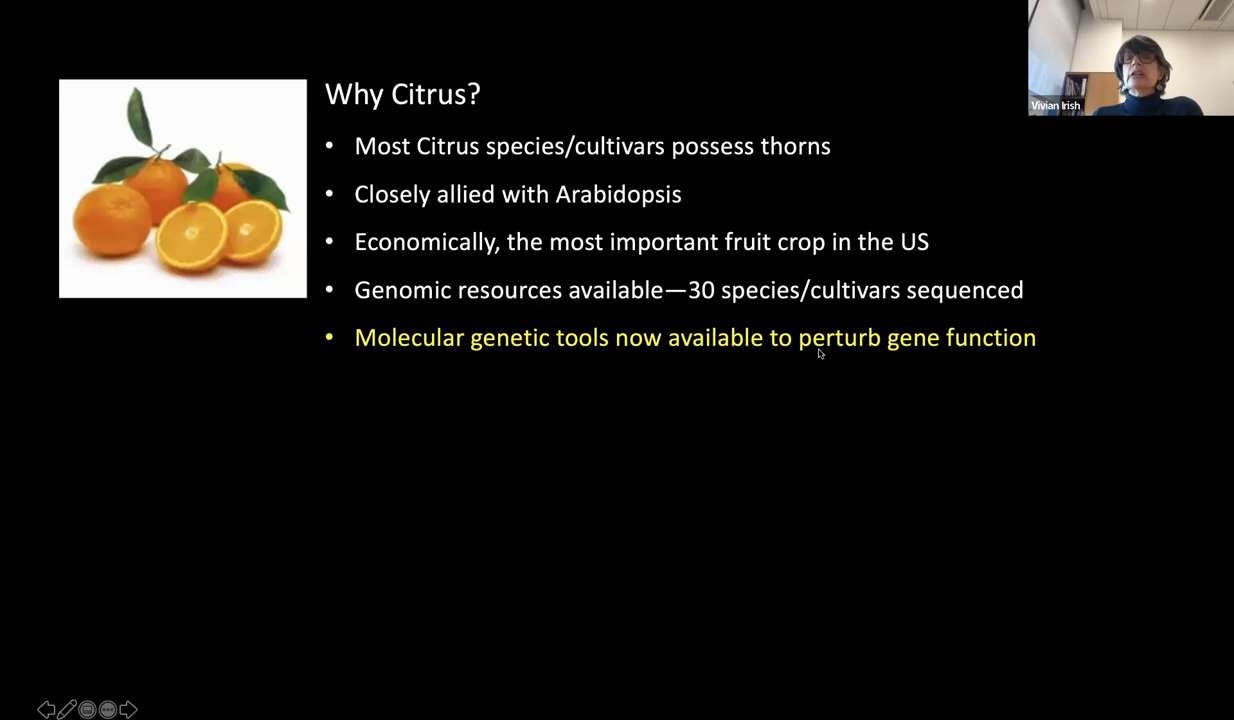 Why Citrus?
• Most Citrus species/cultivars possess thorns
• Closely allied with Arabidopsis
• Economically, the most important fruit crop in the US
• Genomic resources available—30 species/cultivars sequenced
• Molecular genetic tools now available to perturb gene function
Vivian Irish